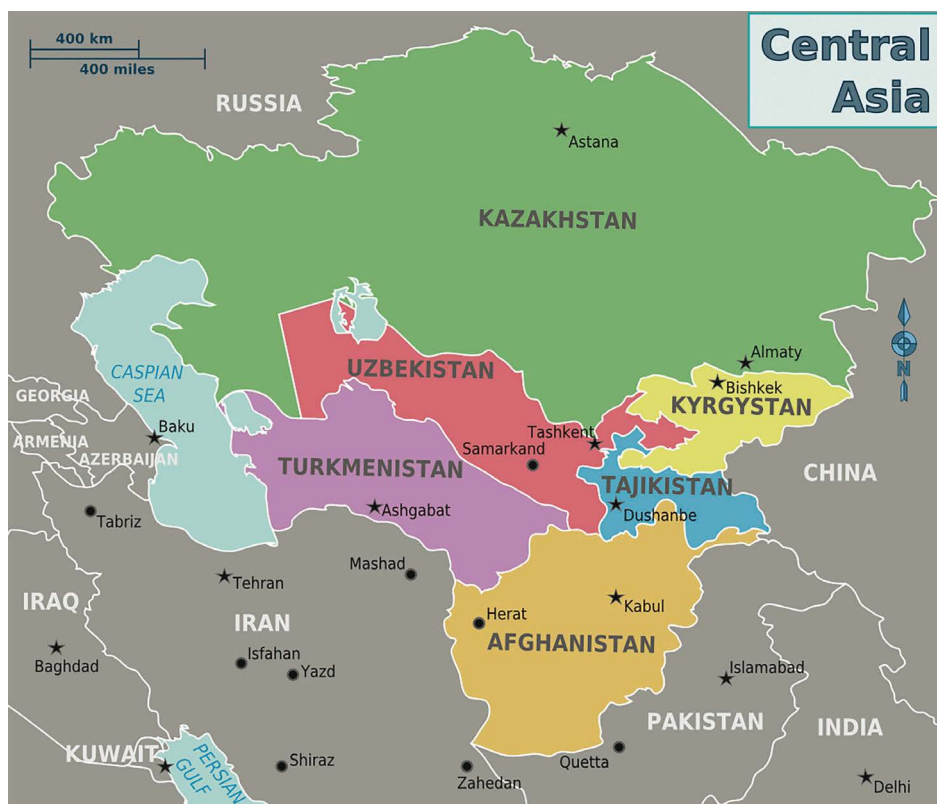 400 km
400 miles
Central
Asia
RUSSIA
Astana
KAZAKHSTAN
Almaty
N
CASPIAN
SEA
UZBEKISTAN
Bishkek
KYRGYSTAN
GEORGIA
Baku
ARMENIA
AZERBAIJAN
Tashkent
Samarkand
TURKMENISTAN
TAJIKISTAN
CHINA
Ashgabat
Dushanbe
Tabriz
Mashad
Tehran
IRAQ
IRAN
Herat
Kabul
AFGHANISTAN
Baghdad
Isfahan
Yazd
Islamabad
PAKISTAN
INDIA
KUWAIT
PERSIAN
GULF
Shiraz
Zahedan
Quetta
Delhi